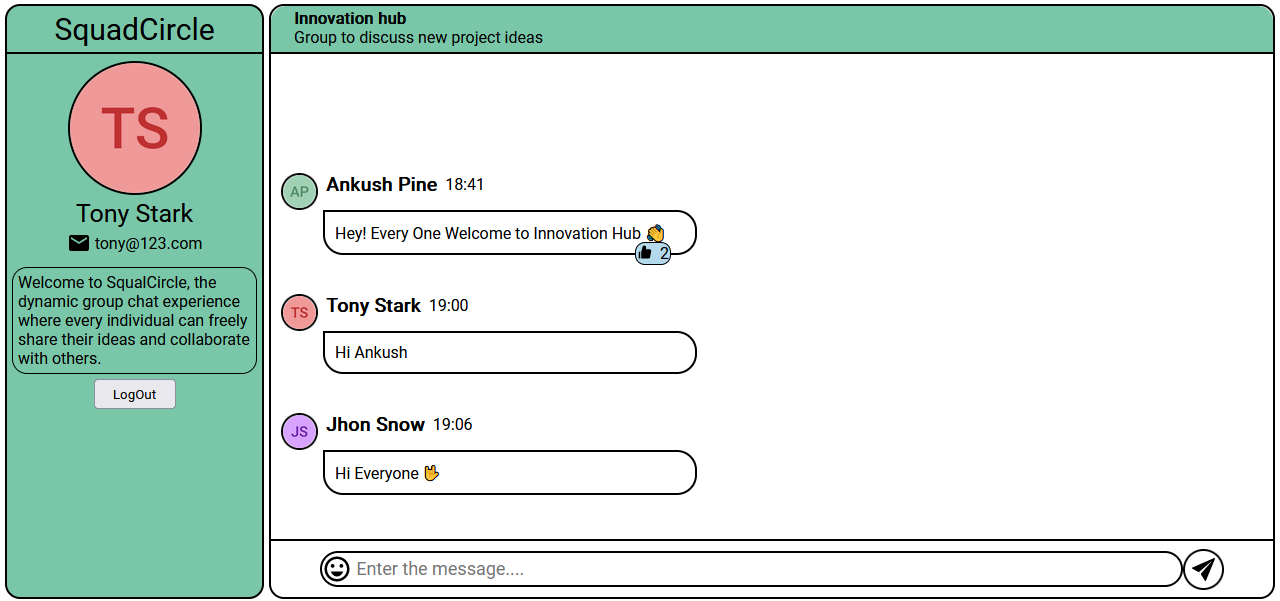 SquadCircle
TS
Tony Stark
tony@123.com
Welcome to SqualCircle, the
dynamic group chat experience
where every individual can freely
share their ideas and collaborate
with others.
LogOut
Innovation hub
Group to discuss new project ideas
AP
Ankush Pine 18:41
Hey! Every One Welcome to Innovation Hub 👏
👍 2
TS
Tony Stark 19:00
Hi Ankush
JS
Jhon Snow 19:06
Hi Everyone 🤟
Enter the message....